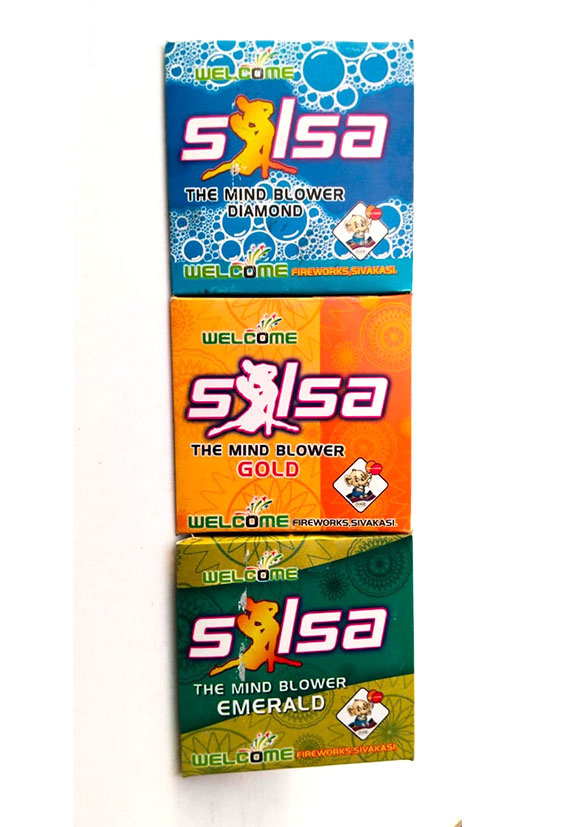 WELCOME
salsa
THE MIND BLOWER
DIAMOND
WELCOME FIREWORKS,SIVAKASI.
WELCOME
salsa
THE MIND BLOWER
GOLD
WELCOME FIREWORKS,SIVAKASI.
WELCOME
salsa
THE MIND BLOWER
EMERALD
WELCOME FIREWORKS,SIVAKASI.